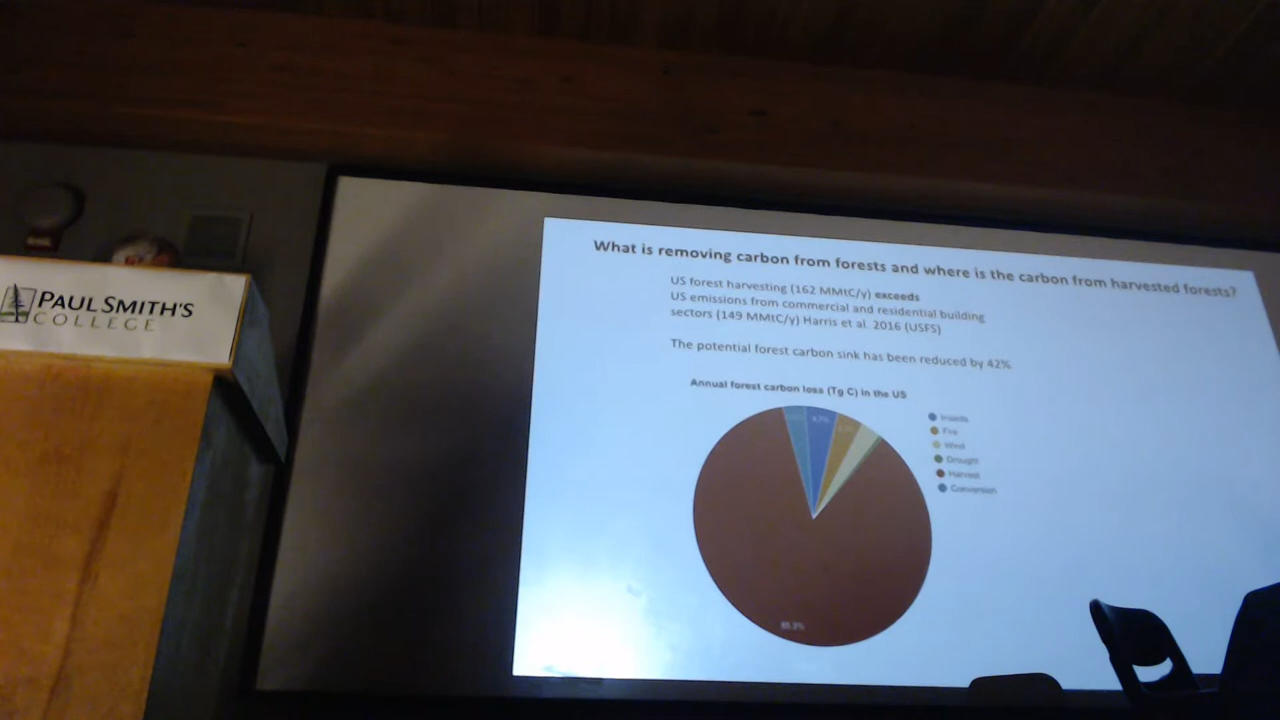 PAUL SMITH'S
COLLEGE
What is removing carbon from forests and where is the carbon from harvested forests?
US forest harvesting (162 MMtC/y) exceeds
US emissions from commercial and residential building
sectors (149 MMtC/y) Harris et al. 2016 (USFS)
The potential forest carbon sink has been reduced by 42%
Annual forest carbon loss (Tg C) in the US
Insects
Fire
Wind
Drought
Harvest
Conversion